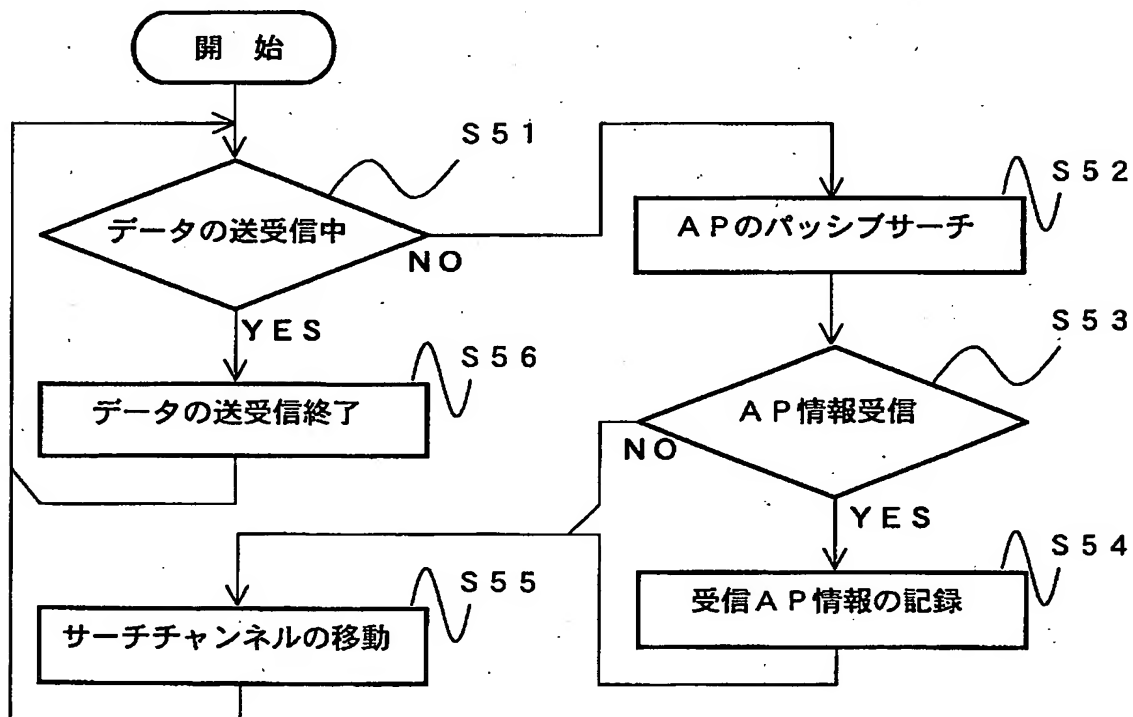 開 始
S51
データの送受信中
NO
YES
S52
APのパッシブサーチ
S53
AP情報受信
NO
YES
S56
データの送受信終了
S54
受信AP情報の記録
S55
サーチチャンネルの移動